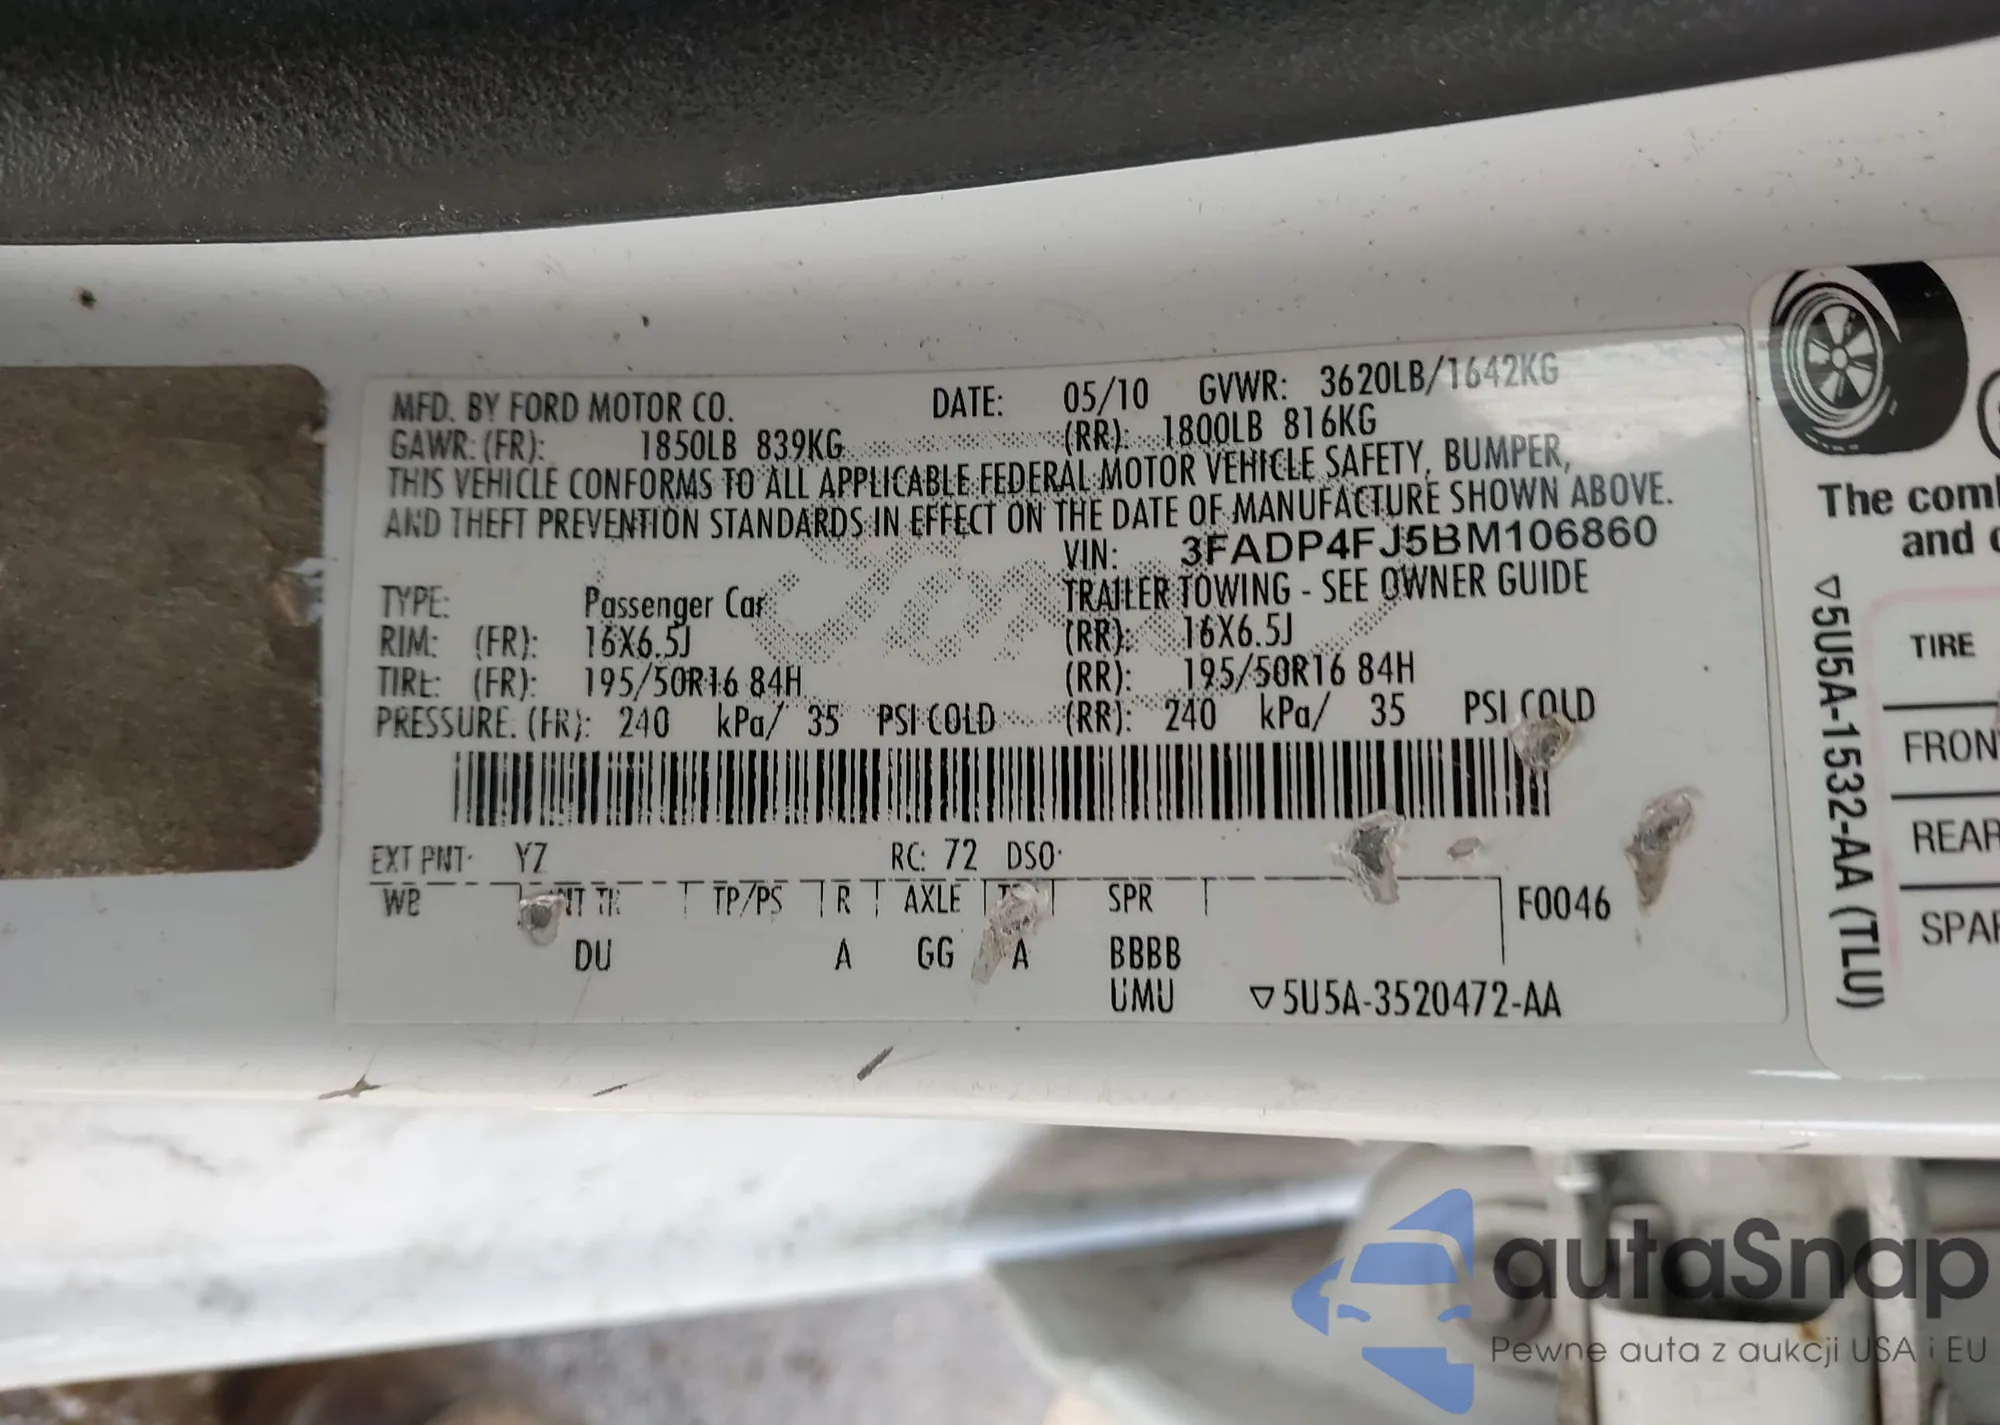 MFD. BY FORD MOTOR CO. DATE: 05/10 GVWR: 3620LB/1642KG
GAWR: (FR): 1850LB 839KG (RR): 1800LB 816KG
THIS VEHICLE CONFORMS TO ALL APPLICABLE FEDERAL MOTOR VEHICLE SAFETY, BUMPER,
AND THEFT PREVENTION STANDARDS IN EFFECT ON THE DATE OF MANUFACTURE SHOWN ABOVE.
VIN: 3FADP4FJ5BM106860
TYPE: Passenger Car TRAILER TOWING - SEE OWNER GUIDE
RIM: (FR): 16X6.5J (RR): 16X6.5J
TIRE: (FR): 195/50R16 84H (RR): 195/50R16 84H
PRESSURE. (FR): 240 kPa/ 35 PSI COLD (RR): 240 kPa/ 35 PSI COLD
EXT PNT: YZ RC: 72 DSO:
WB TP/PS R AXLE SPR F0046
DU A GG A BBBB
UMU ▽5U5A-3520472-AA
Ford
The
and
▽5U5A-1532-AA (TLU)
TIRE
REAR
autaSnap
Pewne auta z aukcji USA i EU